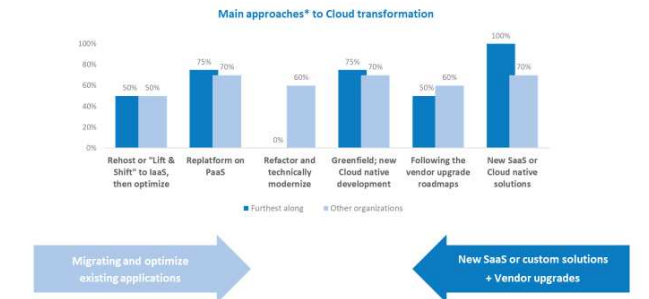 Main approaches* to Cloud transformation
100%
80%
60%
40%
20%
0%
50%
50%
75%
70%
0%
60%
75%
70%
50%
60%
100%
70%
Rehost or "Lift &
Shift" to IaaS,
then optimize
Replatform on
PaaS
Refactor and
technically
modernize
Greenfield; new
Cloud native
development
Following the
vendor upgrade
roadmaps
New SaaS or
Cloud native
solutions
Furthest along
Other organizations
Migrating and optimize
existing applications
New SaaS or custom solutions
+ Vendor upgrades